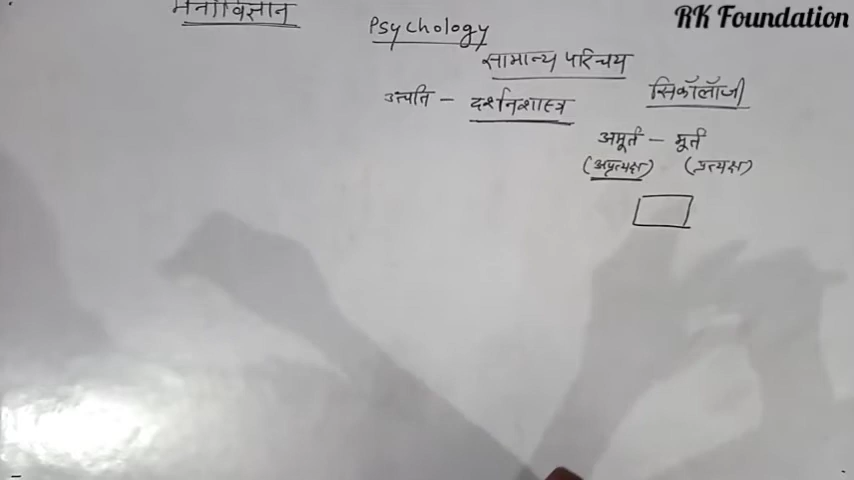 RK Foundation
मनोविज्ञान
Psychology
सामान्य परिचय
उत्पति - दर्शनशास्त्र
सिकॉलॉजी
अमूर्त - मूर्त
(अप्रत्यक्ष) (प्रत्यक्ष)